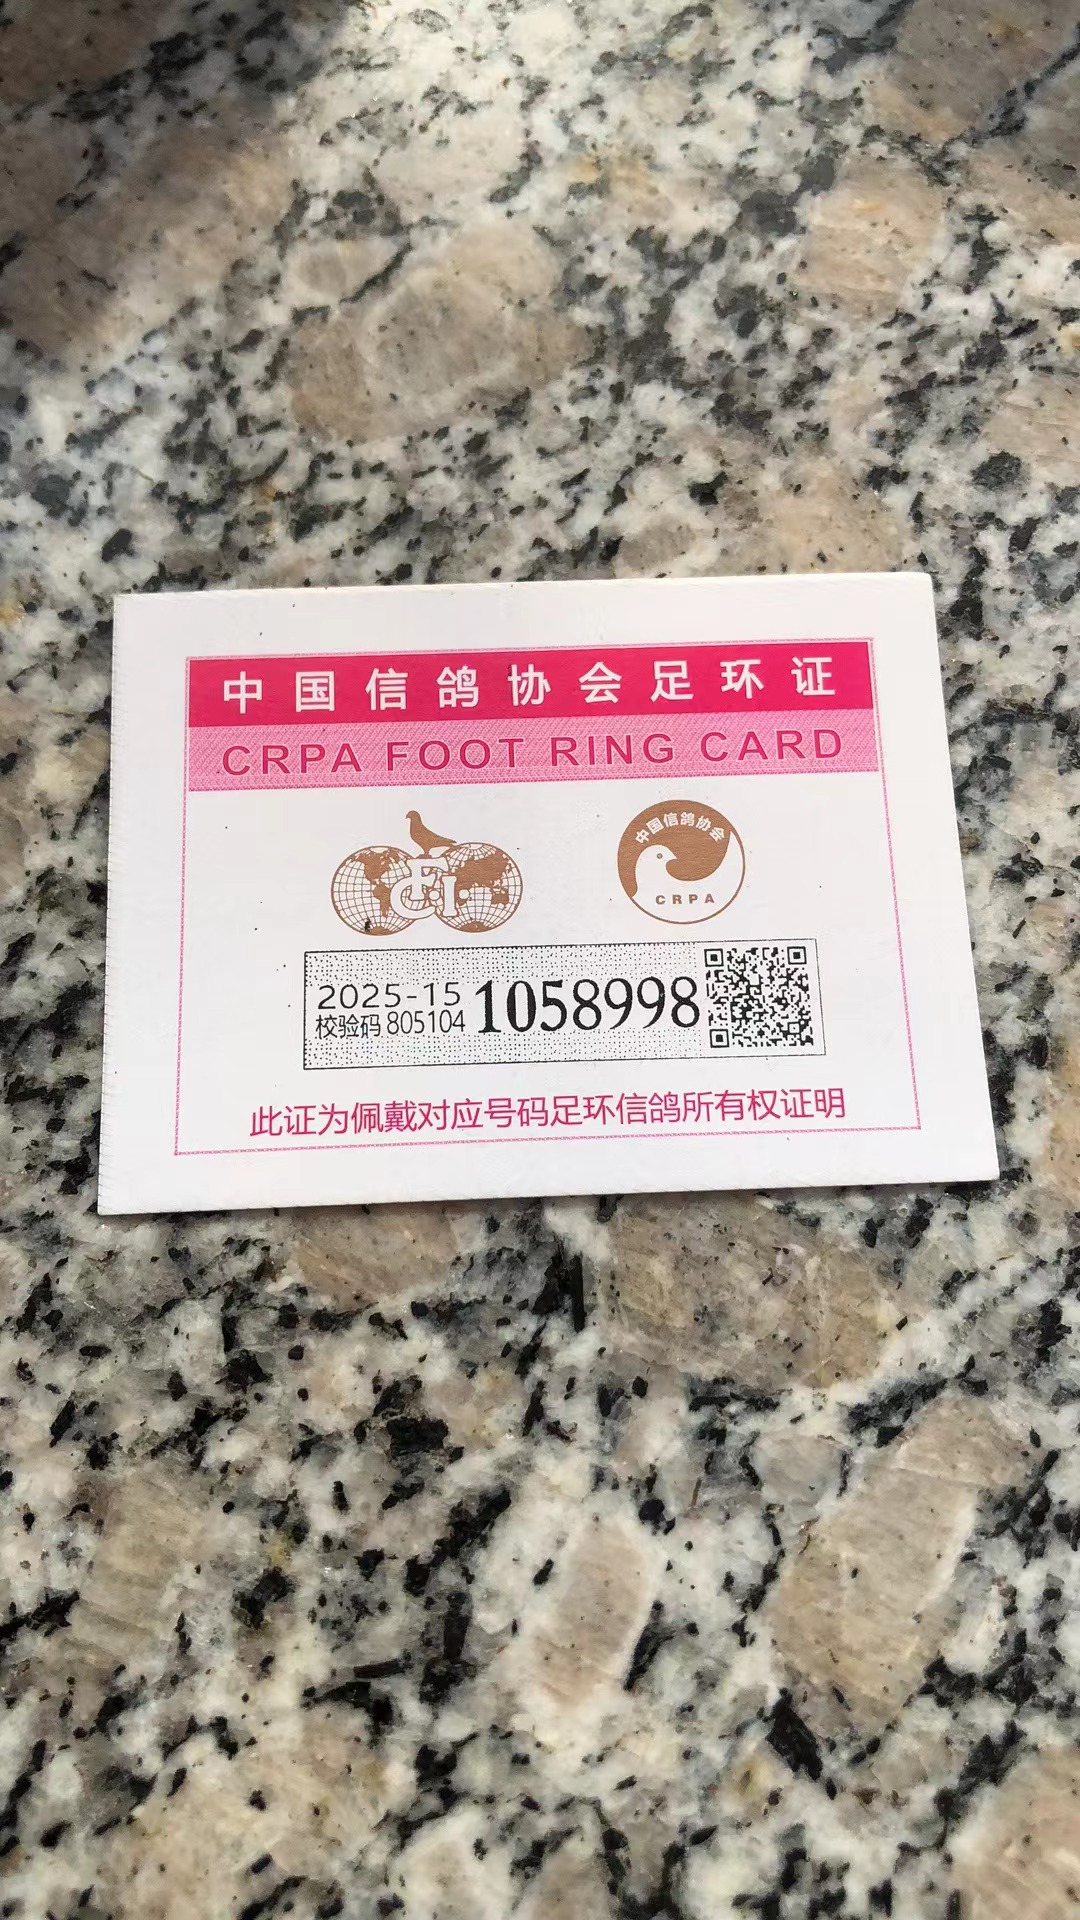 中国信鸽协会足环证
CRPA FOOT RING CARD
F.C.I.
中国信鸽协会
CRPA
2025-15
校验码 805104
1058998
此证为佩戴对应号码足环信鸽所有权证明